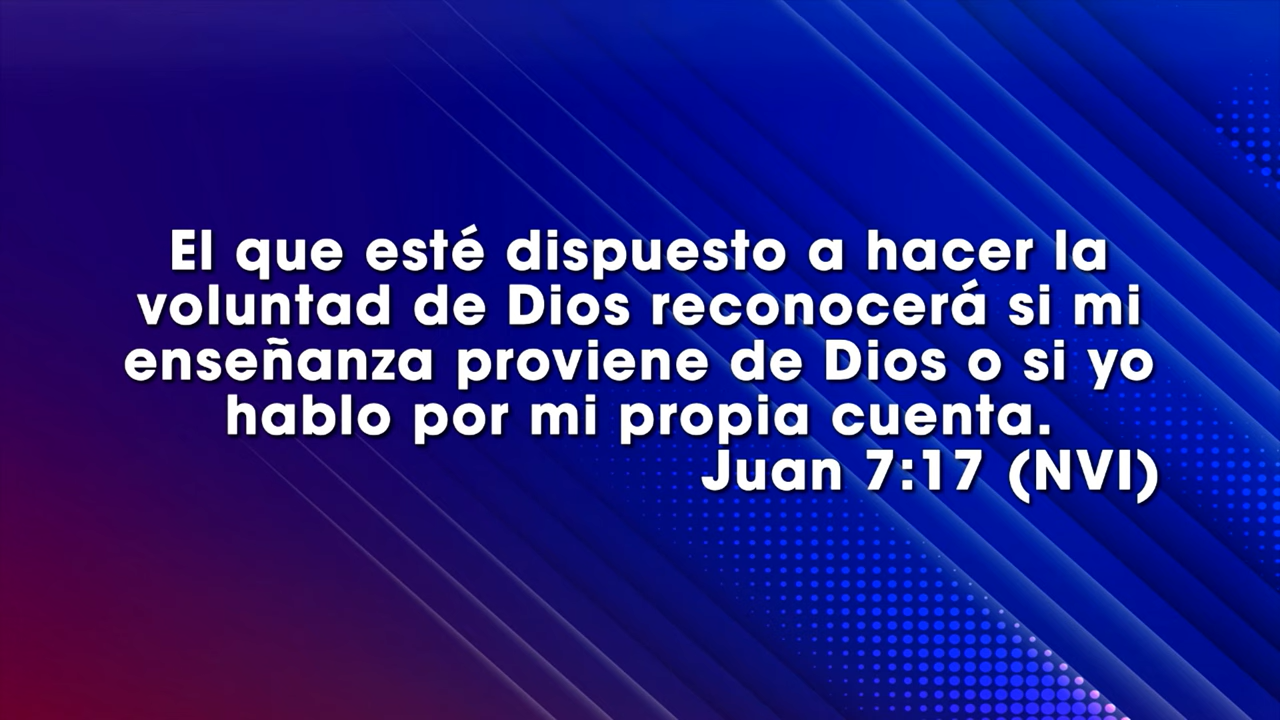 El que esté dispuesto a hacer la
voluntad de Dios reconocerá si mi
enseñanza proviene de Dios o si yo
hablo por mi propia cuenta.
Juan 7:17 (NVI)